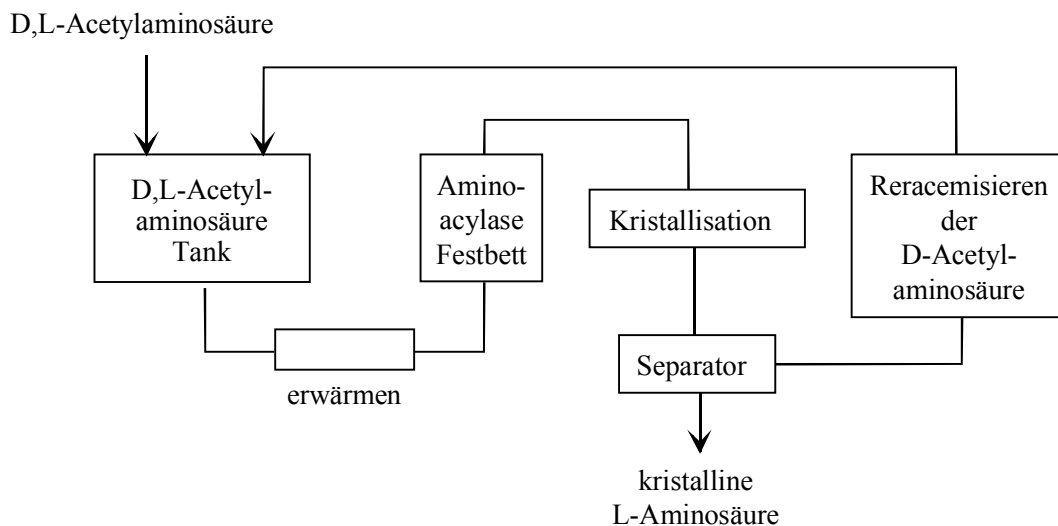 D,L-Acetylaminosäure
D,L-Acetyl-
aminosäure
Tank
erwärmen
Amino-
acylase
Festbett
Kristallisation
Separator
kristalline
L-Aminosäure
Reracemisieren
der
D-Acetyl-
aminosäure